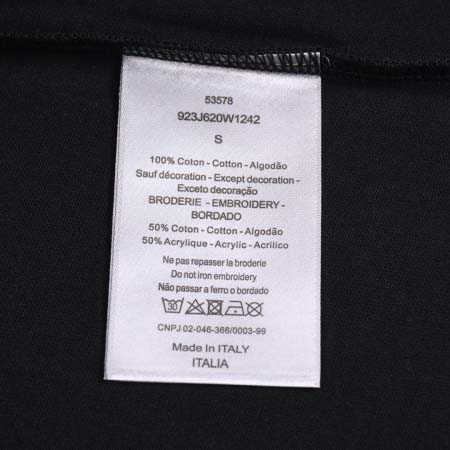 53578
923J620W1242
S
100% Coton - Cotton - Algodão
Sauf décoration - Except decoration -
Exceto decoração
BRODERIE - EMBROIDERY -
BORDADO
50% Coton - Cotton - Algodão
50% Acrylique - Acrylic - Acrilico
Ne pas repasser la broderie
Do not iron embroidery
Não passar a ferro o bordado
30
CNPJ 02-046-366/0003-99
Made In ITALY
ITALIA